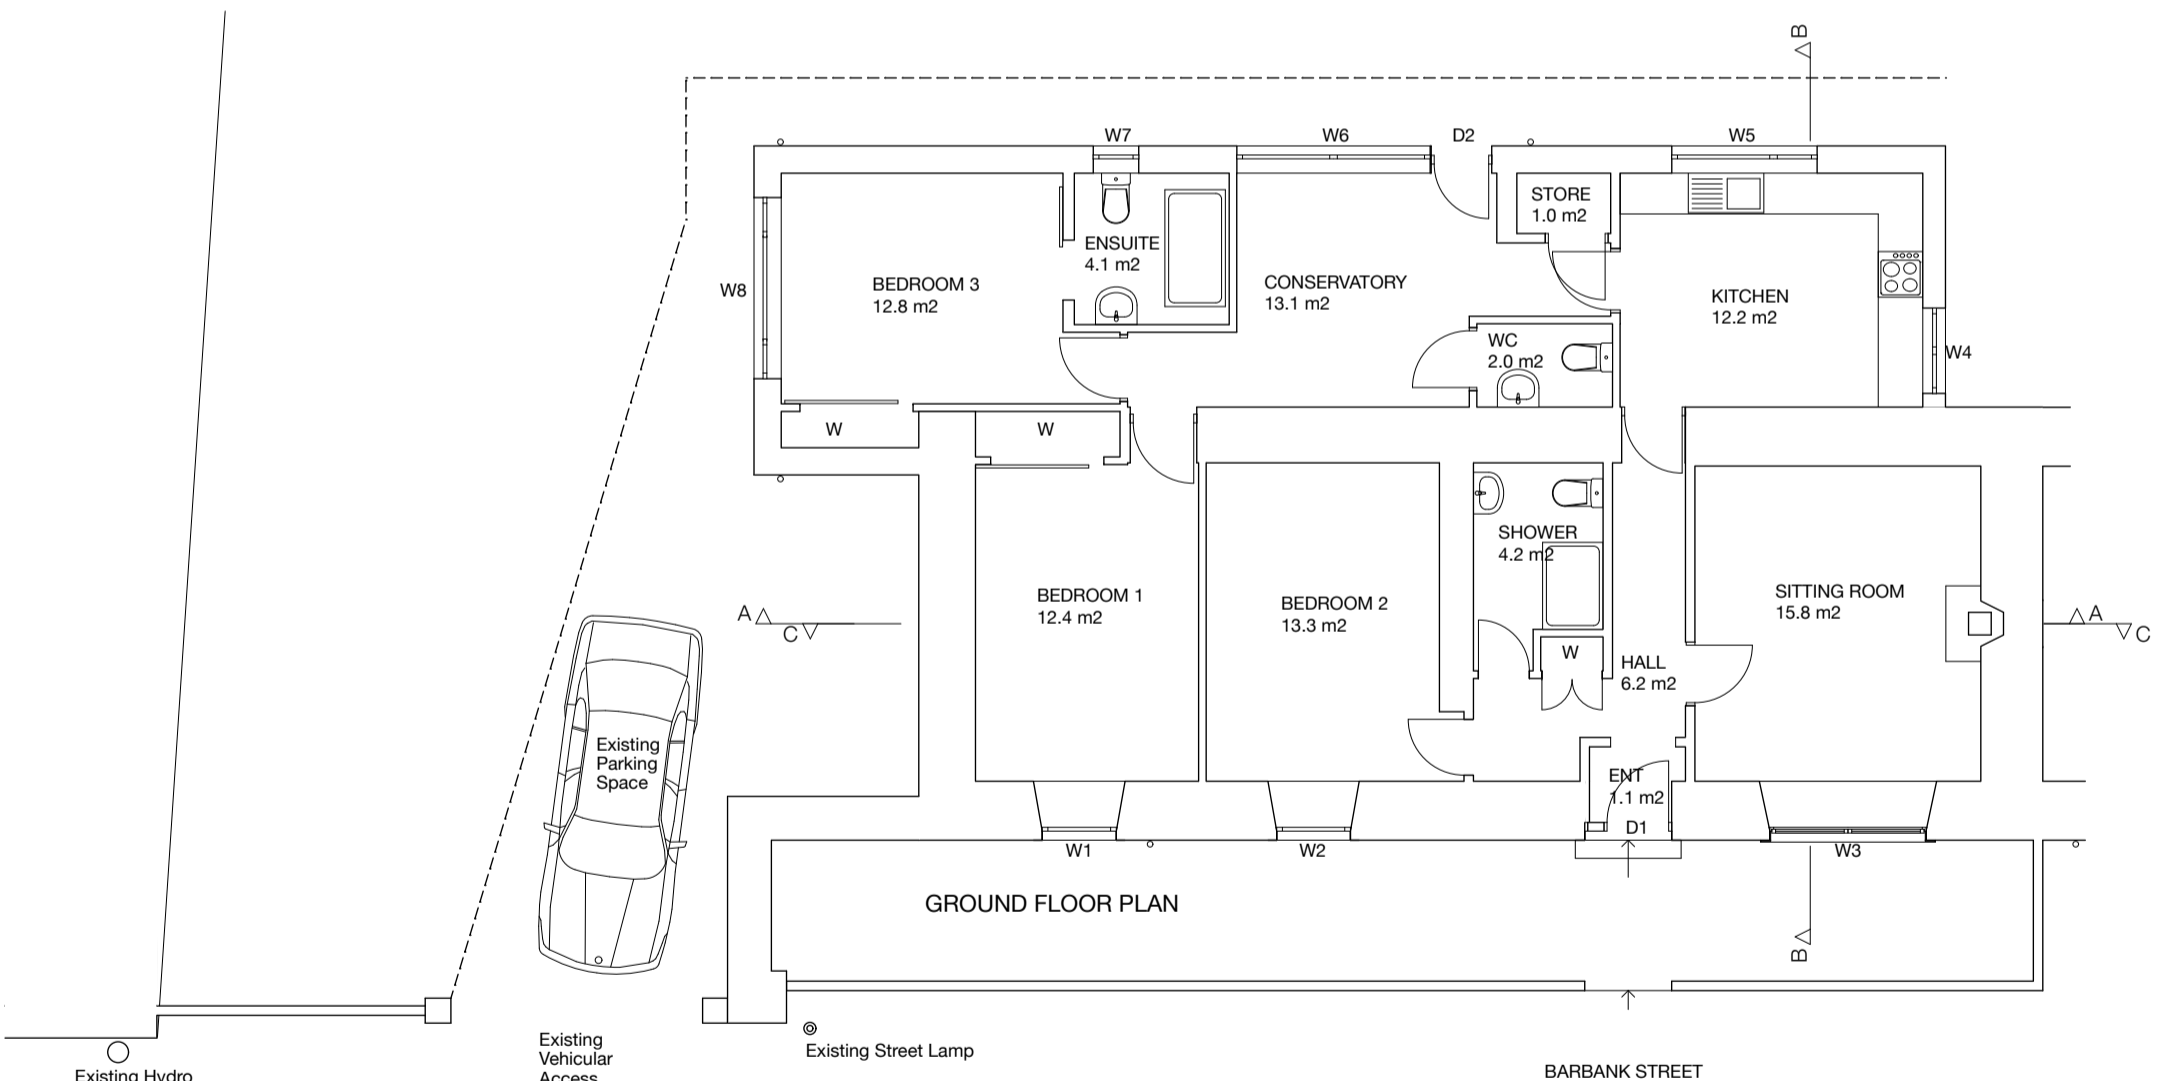 B
W7
W6
D2
W5
STORE
1.0 m2
ENSUITE
4.1 m2
BEDROOM 3
12.8 m2
CONSERVATORY
13.1 m2
W8
KITCHEN
12.2 m2
WC
2.0 m2
W4
W
W
SHOWER
4.2 m2
BEDROOM 1
12.4 m2
BEDROOM 2
13.3 m2
SITTING ROOM
15.8 m2
A
C
A
C
W
HALL
6.2 m2
Existing
Parking
Space
ENT
1.1 m2
D1
W1
W2
W3
GROUND FLOOR PLAN
B
Existing Street Lamp
Existing
Vehicular
Access
Existing Hydro
BARBANK STREET